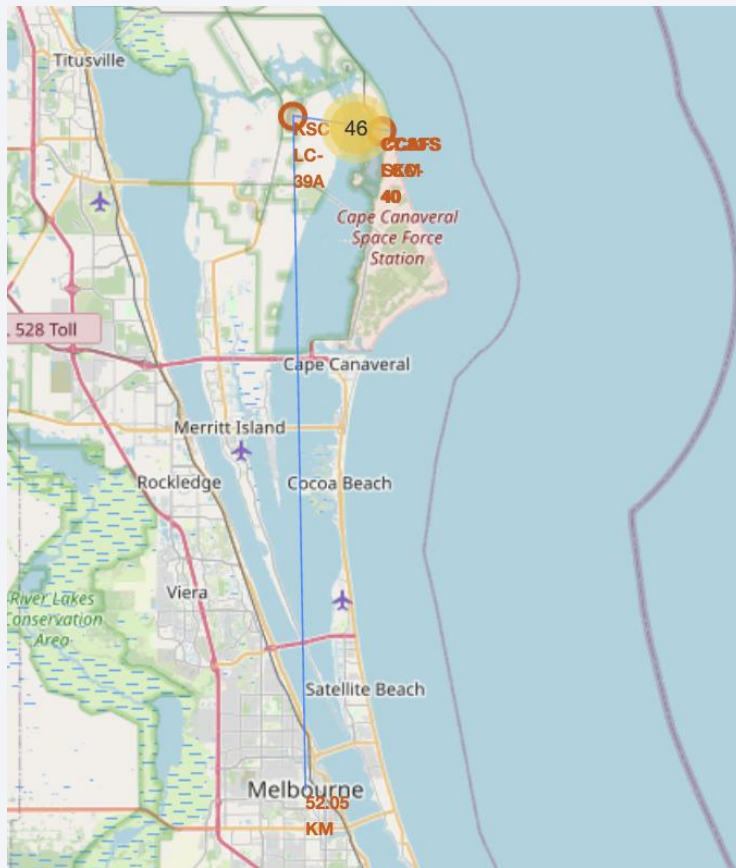 Titusville
46
KSC
LC-
39A
40
Cape Canaveral
Space Force
Station
528 Toll
Cape Canaveral
Merritt Island
Rockledge
Cocoa Beach
River Lakes
Conservation
Area
Viera
Satellite Beach
Melbourne
52.05
KM